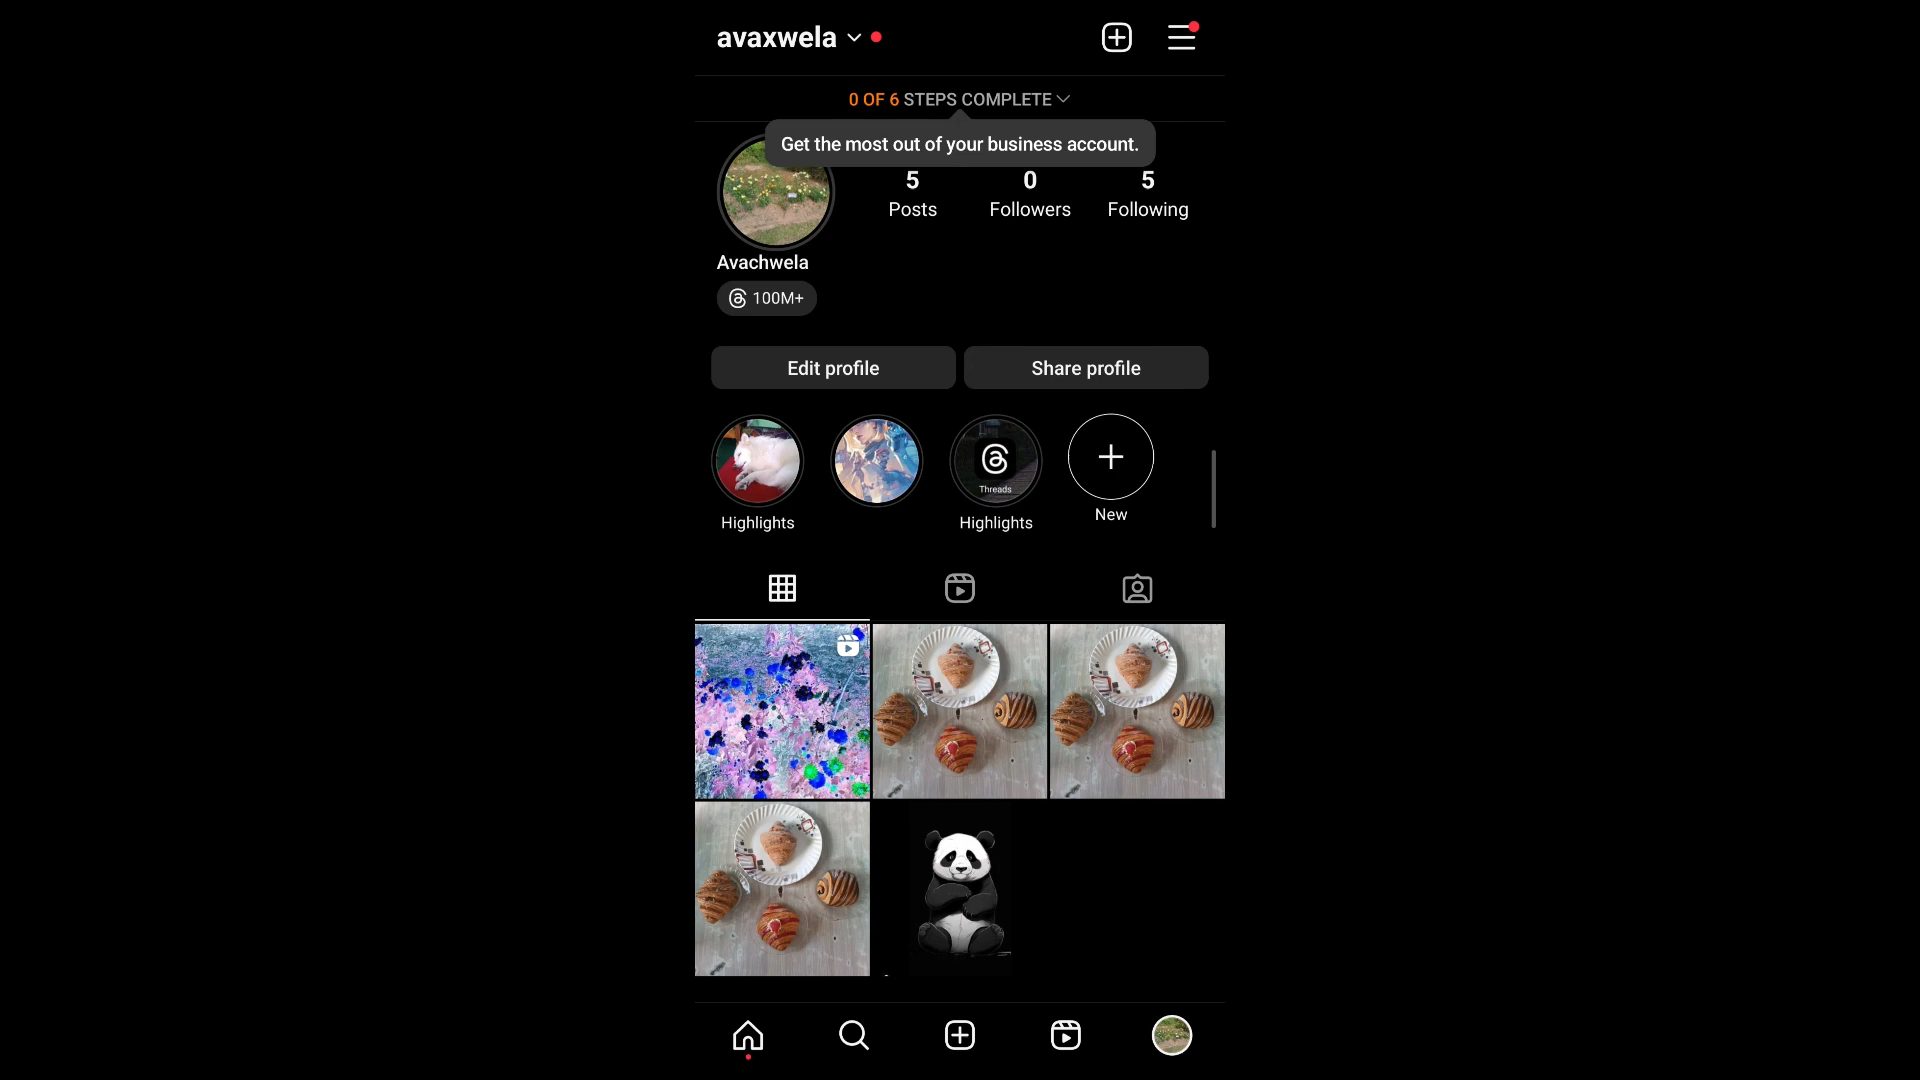 avaxwela
0 OF 6 STEPS COMPLETE
Get the most out of your business account.
5
0
5
Posts
Followers
Following
Avachwela
100M+
Edit profile
Share profile
Threads
Highlights
Highlights
New